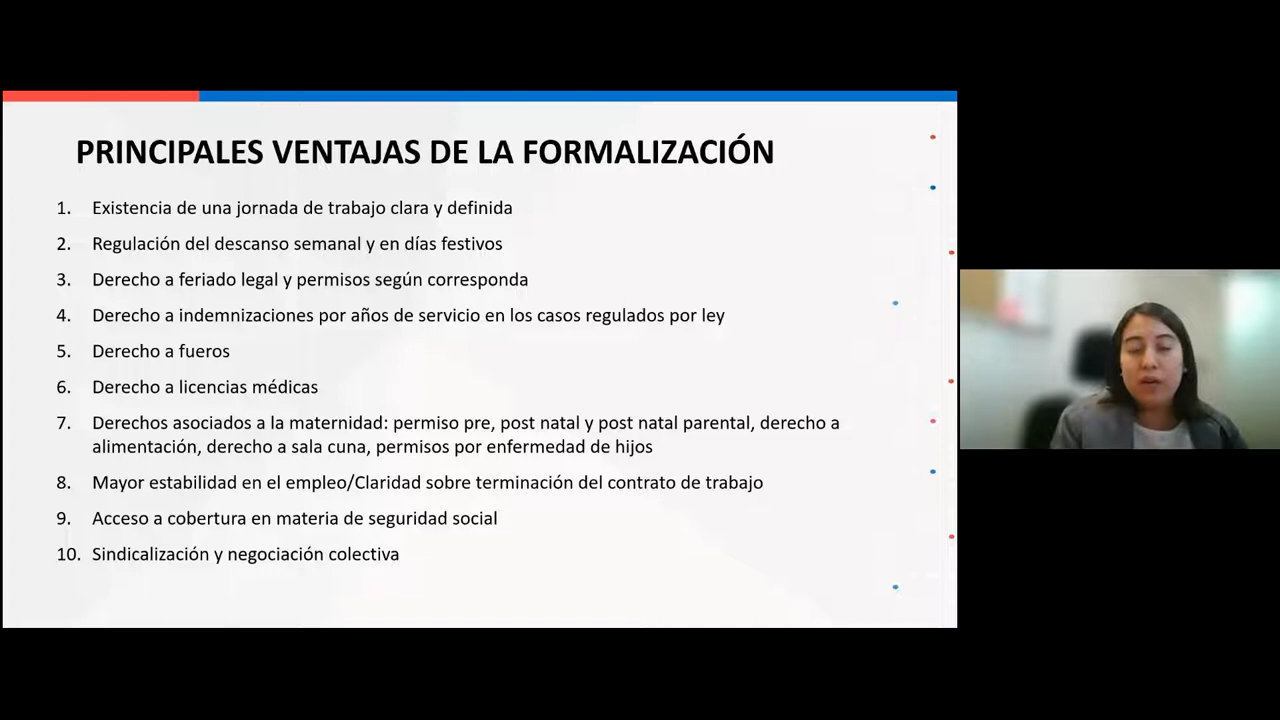 PRINCIPALES VENTAJAS DE LA FORMALIZACIÓN
1. Existencia de una jornada de trabajo clara y definida
2. Regulación del descanso semanal y en días festivos
3. Derecho a feriado legal y permisos según corresponda
4. Derecho a indemnizaciones por años de servicio en los casos regulados por ley
5. Derecho a fueros
6. Derecho a licencias médicas
7. Derechos asociados a la maternidad: permiso pre, post natal y post natal parental, derecho a
alimentación, derecho a sala cuna, permisos por enfermedad de hijos
8. Mayor estabilidad en el empleo/Claridad sobre terminación del contrato de trabajo
9. Acceso a cobertura en materia de seguridad social
10. Sindicalización y negociación colectiva